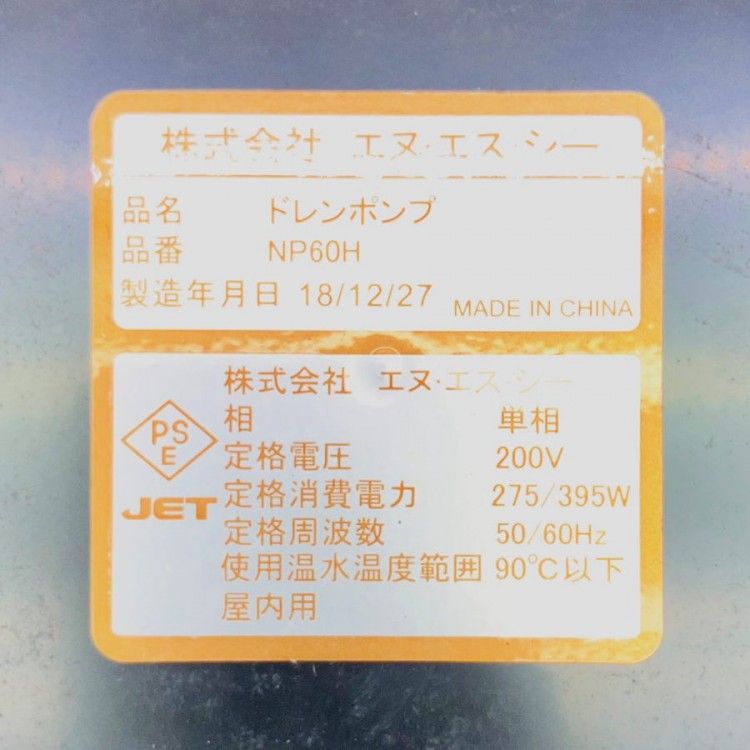 株式会社 エヌ・エス・シー
品名 ドレンポンプ
品番 NP60H
製造年月日 18/12/27
MADE IN CHINA
株式会社 エヌ・エス・シー
相 単相
定格電圧 200V
定格消費電力 275/395W
定格周波数 50/60Hz
使用温水温度範囲 90℃以下
屋内用
PS
E
JET